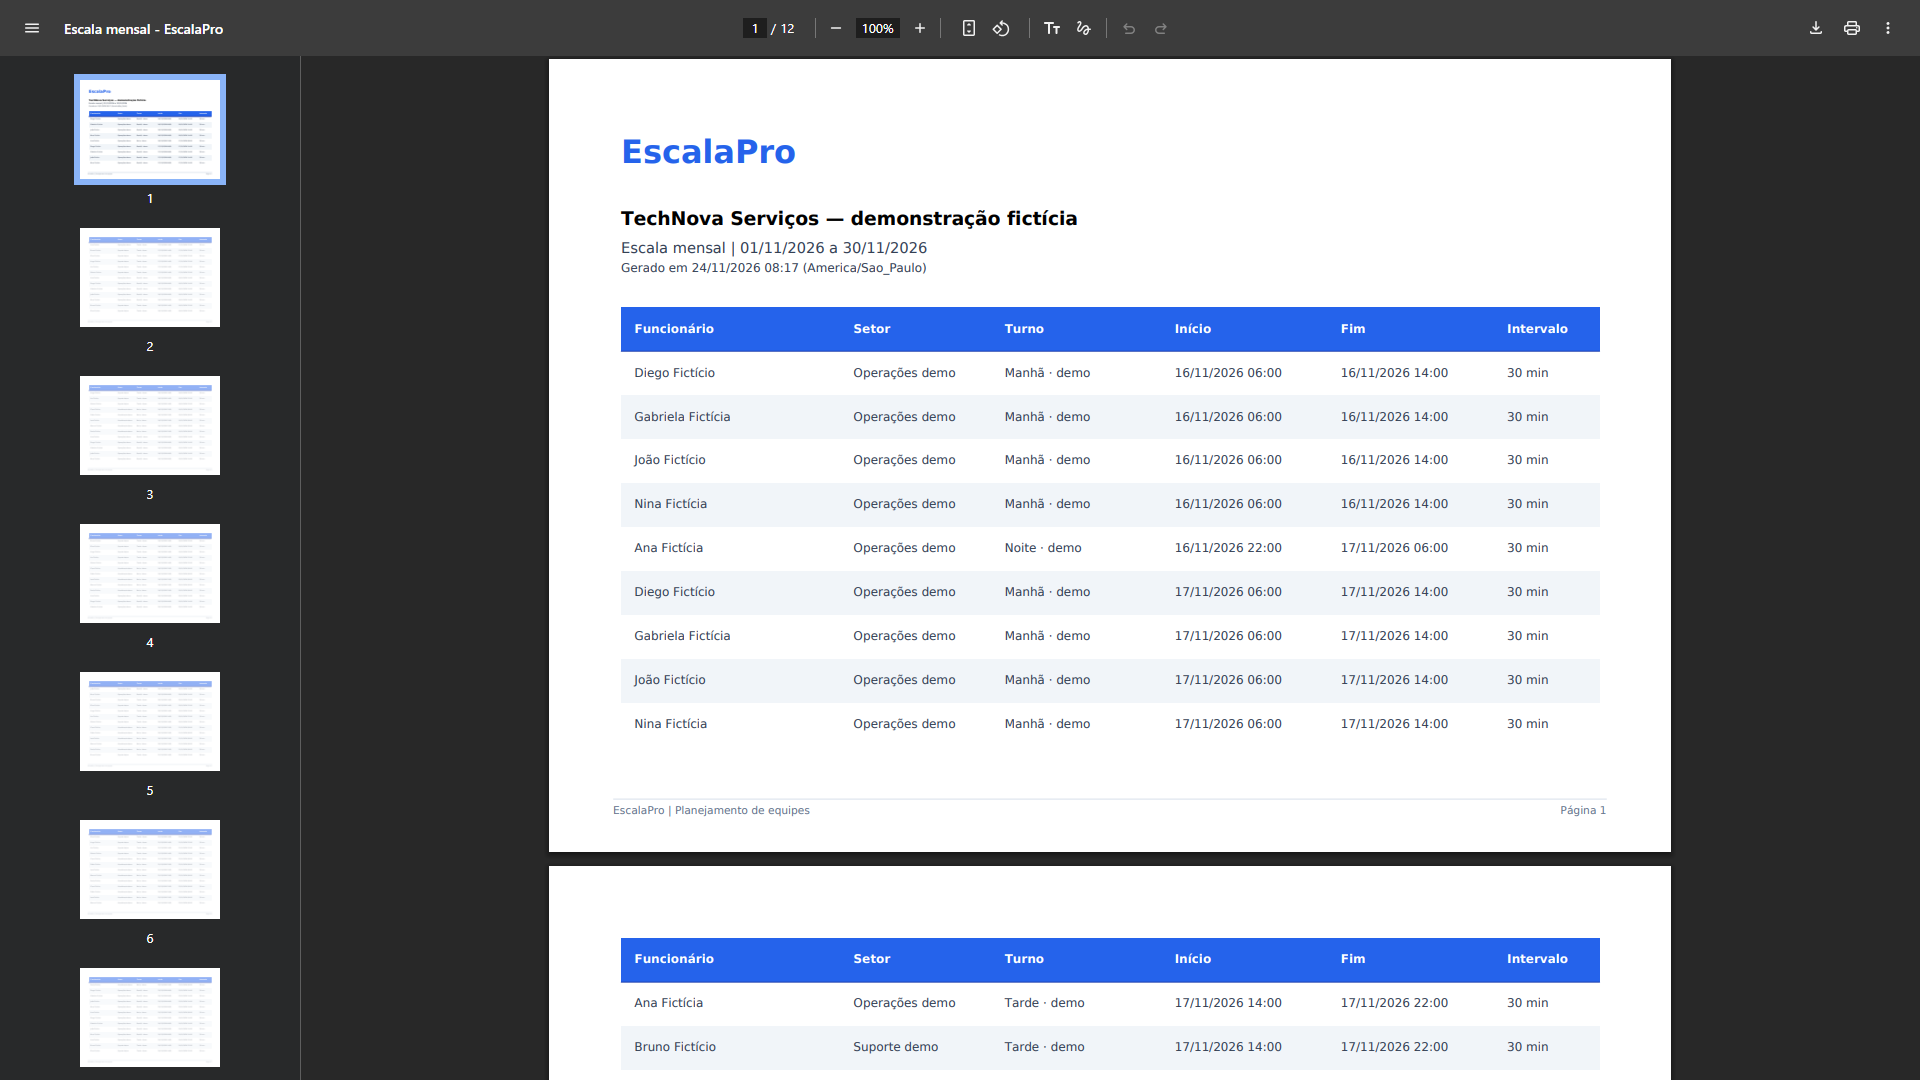 Escala mensal - EscalaPro
1 / 12
100%
1
2
3
4
5
6
EscalaPro
TechNova Serviços — demonstração fictícia
Escala mensal | 01/11/2026 a 30/11/2026
Gerado em 24/11/2026 08:17 (America/Sao_Paulo)
Funcionário Setor Turno Início Fim Intervalo
Diego Fictício Operações demo Manhã · demo 16/11/2026 06:00 16/11/2026 14:00 30 min
Gabriela Fictícia Operações demo Manhã · demo 16/11/2026 06:00 16/11/2026 14:00 30 min
João Fictício Operações demo Manhã · demo 16/11/2026 06:00 16/11/2026 14:00 30 min
Nina Fictícia Operações demo Manhã · demo 16/11/2026 06:00 16/11/2026 14:00 30 min
Ana Fictícia Operações demo Noite · demo 16/11/2026 22:00 17/11/2026 06:00 30 min
Diego Fictício Operações demo Manhã · demo 17/11/2026 06:00 17/11/2026 14:00 30 min
Gabriela Fictícia Operações demo Manhã · demo 17/11/2026 06:00 17/11/2026 14:00 30 min
João Fictício Operações demo Manhã · demo 17/11/2026 06:00 17/11/2026 14:00 30 min
Nina Fictícia Operações demo Manhã · demo 17/11/2026 06:00 17/11/2026 14:00 30 min
EscalaPro | Planejamento de equipes Página 1
Funcionário Setor Turno Início Fim Intervalo
Ana Fictícia Operações demo Tarde · demo 17/11/2026 14:00 17/11/2026 22:00 30 min
Bruno Fictício Suporte demo Tarde · demo 17/11/2026 14:00 17/11/2026 22:00 30 min